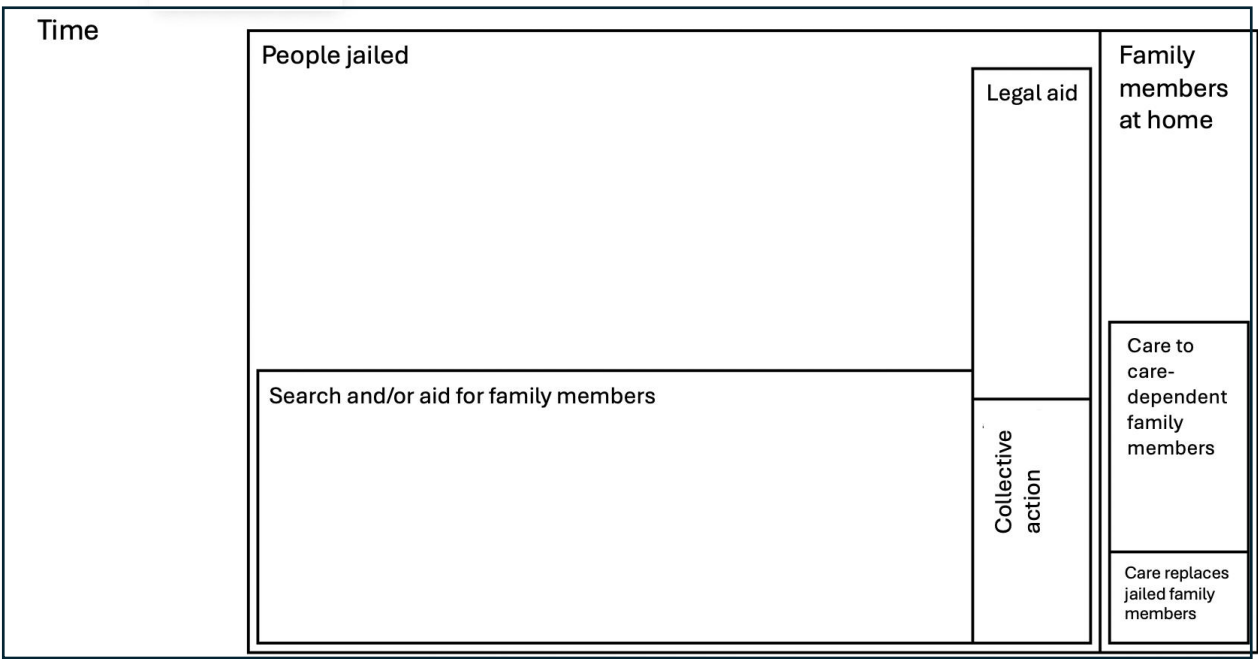 Time
People jailed
Legal aid
Family
members
at home
Search and/or aid for family members
Collective
action
Care to
care-
dependent
family
members
Care replaces
jailed family
members